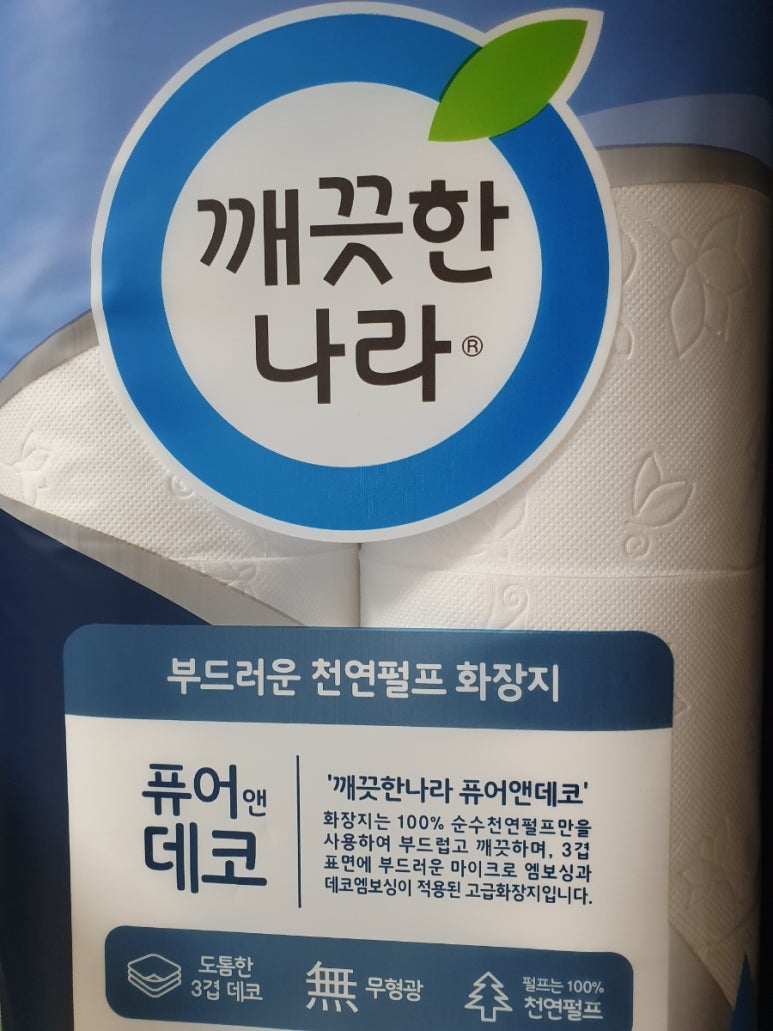 깨끗한
나라®
부드러운 천연펄프 화장지
퓨어앤
데코
'깨끗한나라 퓨어앤데코'
화장지는 100% 순수천연펄프만을
사용하여 부드럽고 깨끗하며, 3겹
표면에 부드러운 마이크로 엠보싱과
데코엠보싱이 적용된 고급화장지입니다.
도톰한
3겹 데코
無 무형광
펄프는 100%
천연펄프